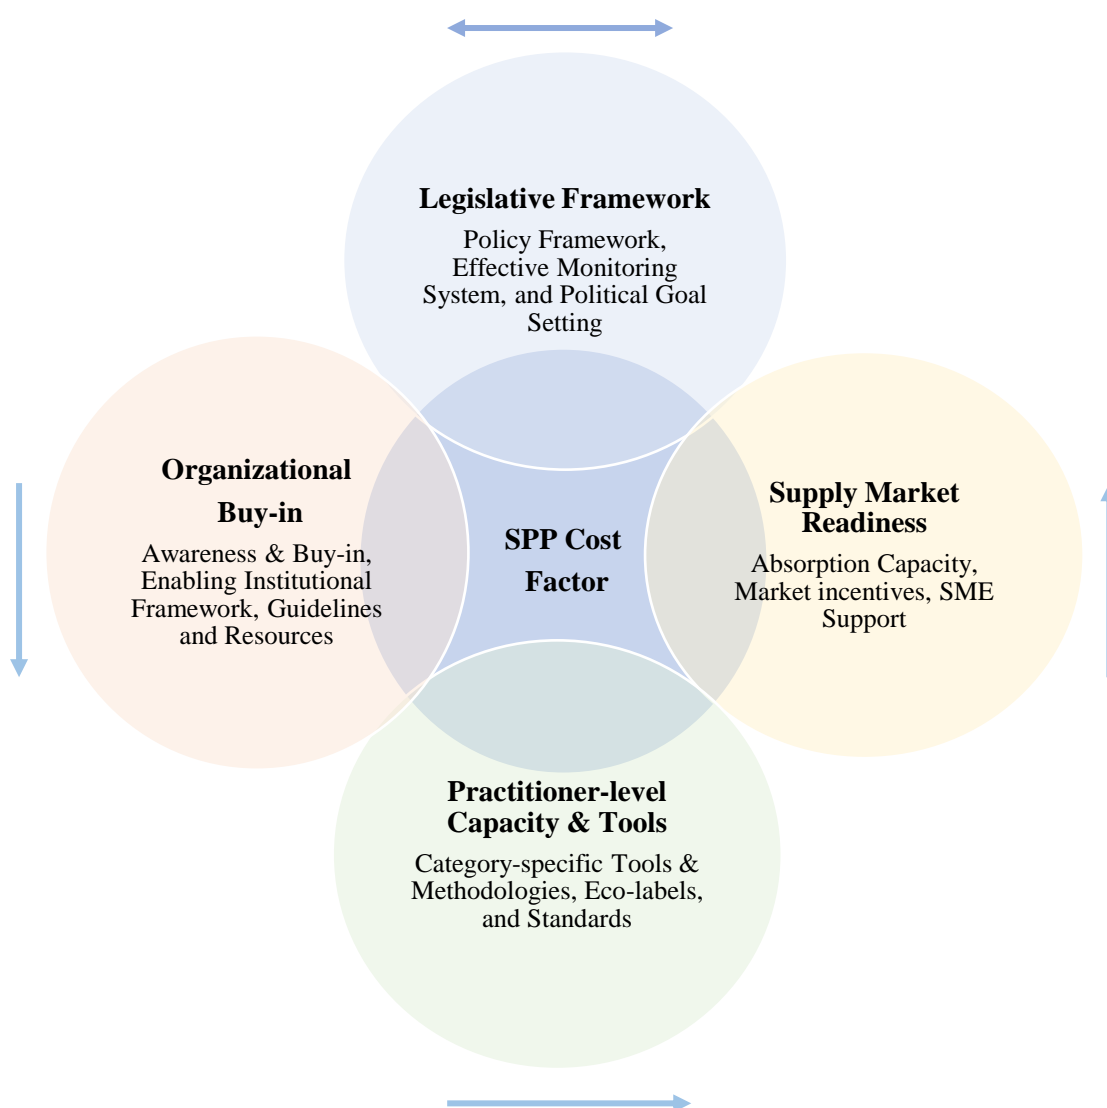 Legislative Framework
Policy Framework,
Effective Monitoring
System, and Political Goal
Setting
Organizational
Buy-in
Awareness & Buy-in,
Enabling Institutional
Framework, Guidelines
and Resources
SPP Cost
Factor
Supply Market
Readiness
Absorption Capacity,
Market incentives, SME
Support
Practitioner-level
Capacity & Tools
Category-specific Tools &
Methodologies, Eco-labels,
and Standards